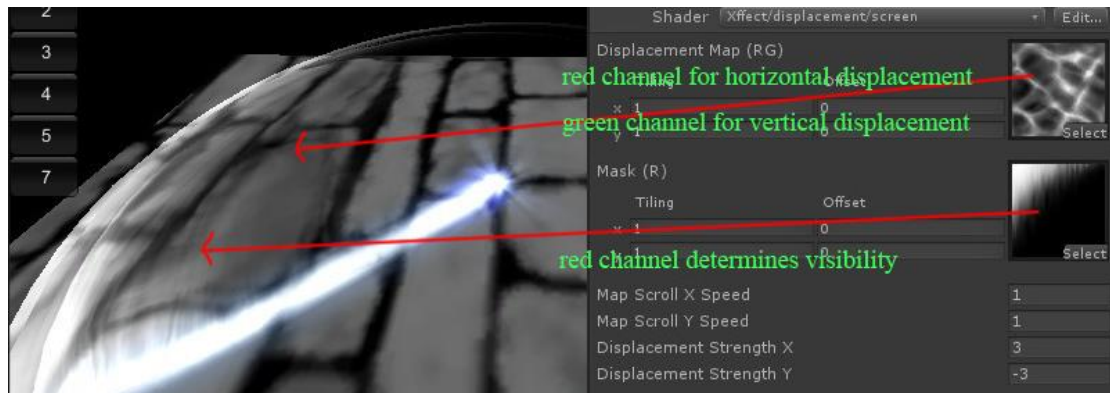 2
3
4
5
7
Shader Xffect/displacement/screen Edit...
Displacement Map (RG)
red channel for horizontal displacement
Tiling Offset
x 1 0
green channel for vertical displacement
y 1 0
Select
Mask (R)
Tiling Offset
x 1 0
y 1 0
Select
red channel determines visibility
Map Scroll X Speed 1
Map Scroll Y Speed 1
Displacement Strength X 3
Displacement Strength Y -3